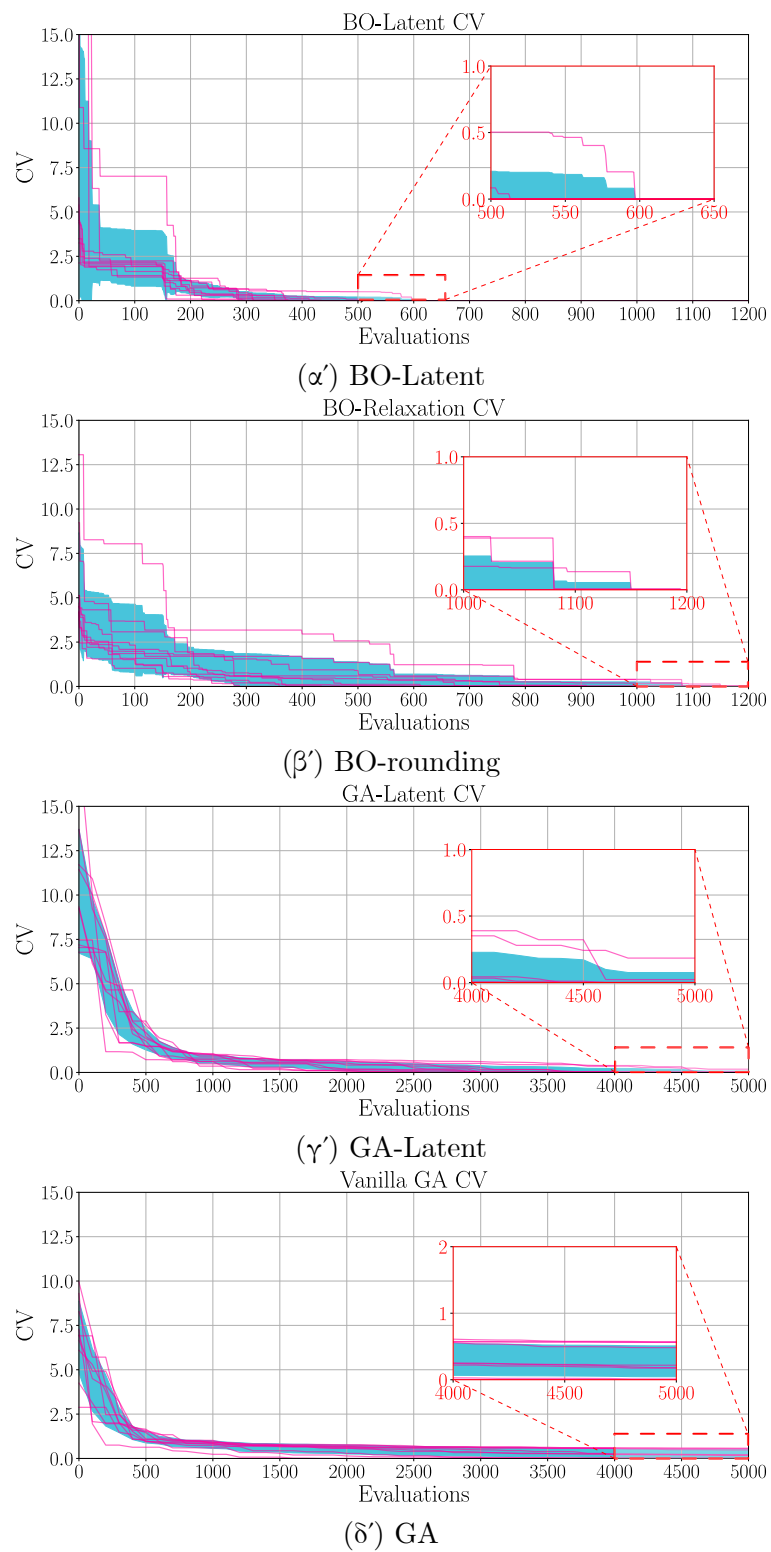 BO-Latent CV
15.0
12.5
10.0
7.5
5.0
2.5
0.0
CV
1.0
0.5
0.0
500 550 600 650
0 100 200 300 400 500 600 700 800 900 1000 1100 1200
Evaluations
(α′) BO-Latent
BO-Relaxation CV
15.0
12.5
10.0
7.5
5.0
2.5
0.0
CV
1.0
0.5
0.0
1000 1100 1200
0 100 200 300 400 500 600 700 800 900 1000 1100 1200
Evaluations
(β′) BO-rounding
GA-Latent CV
15.0
12.5
10.0
7.5
5.0
2.5
0.0
CV
1.0
0.5
0.0
4000 4500 5000
0 500 1000 1500 2000 2500 3000 3500 4000 4500 5000
Evaluations
(γ′) GA-Latent
Vanilla GA CV
15.0
12.5
10.0
7.5
5.0
2.5
0.0
CV
2
1
0
4000 4500 5000
0 500 1000 1500 2000 2500 3000 3500 4000 4500 5000
Evaluations
(δ′) GA